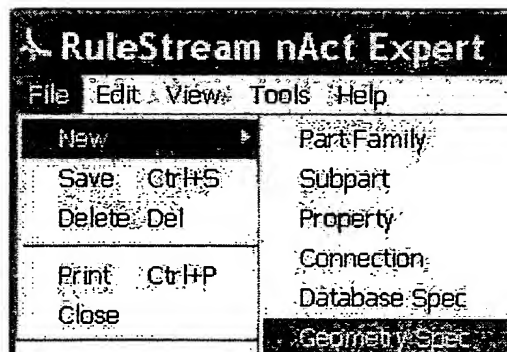 RuleStream nAct Expert
File Edit View Tools Help
New
Save Ctrl+S
Delete Del
Print Ctrl+P
Close
Part Family
Subpart
Property
Connection
Database Spec
Geometry Spec